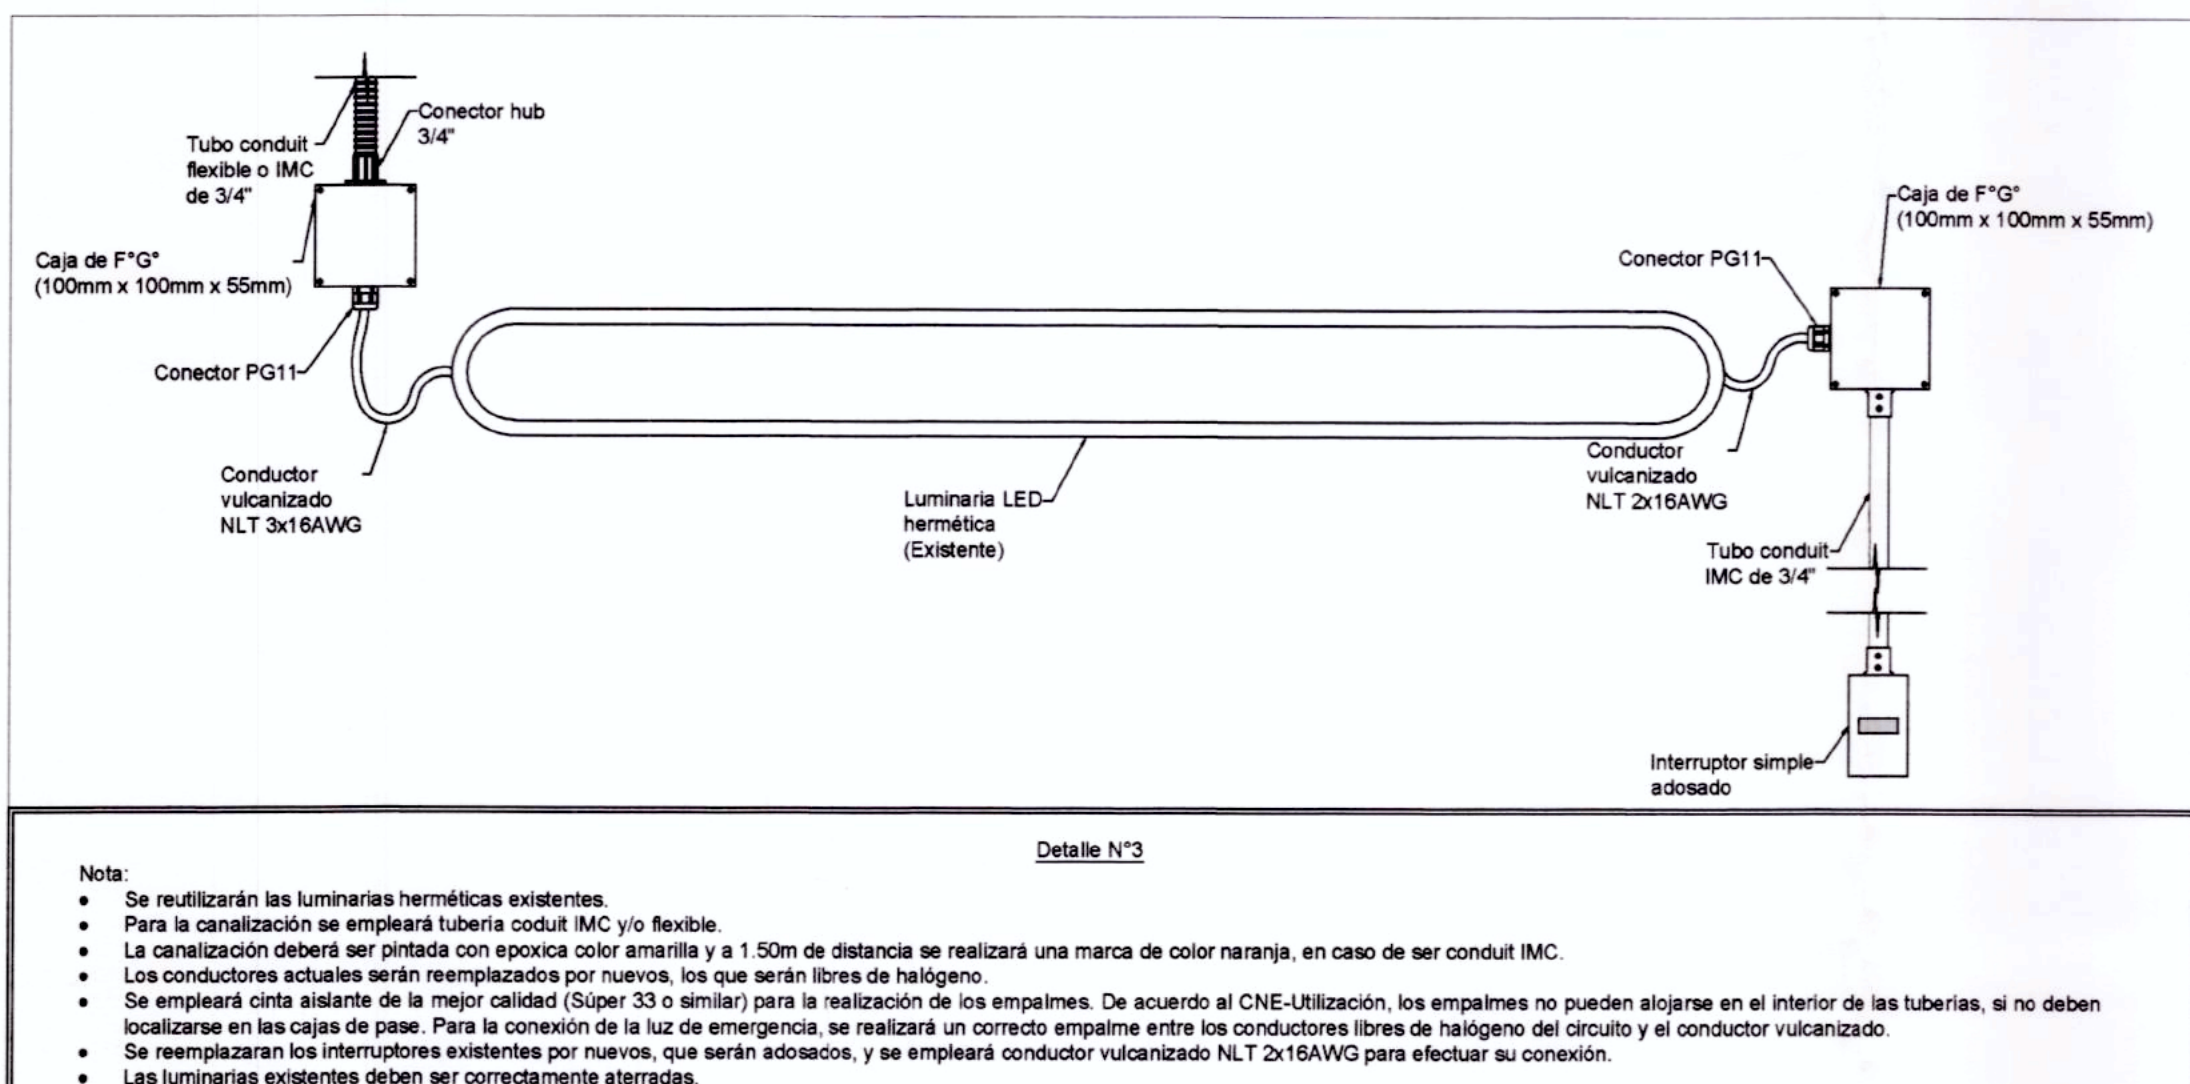 Conector hub
3/4"
Tubo conduit
flexible o IMC
de 3/4"
Caja de F°G°
(100mm x 100mm x 55mm)
Conector PG11
Conductor
vulcanizado
NLT 3x16AWG
Luminaria LED
hermética
(Existente)
Caja de F°G°
(100mm x 100mm x 55mm)
Conector PG11
Conductor
vulcanizado
NLT 2x16AWG
Tubo conduit
IMC de 3/4"
Interruptor simple
adosado
Detalle N°3
Nota:
• Se reutilizarán las luminarias herméticas existentes.
• Para la canalización se empleará tubería coduit IMC y/o flexible.
• La canalización deberá ser pintada con epoxica color amarilla y a 1.50m de distancia se realizará una marca de color naranja, en caso de ser conduit IMC.
• Los conductores actuales serán reemplazados por nuevos, los que serán libres de halógeno.
• Se empleará cinta aislante de la mejor calidad (Súper 33 o similar) para la realización de los empalmes. De acuerdo al CNE-Utilización, los empalmes no pueden alojarse en el interior de las tuberías, si no deben
localizarse en las cajas de pase. Para la conexión de la luz de emergencia, se realizará un correcto empalme entre los conductores libres de halógeno del circuito y el conductor vulcanizado.
• Se reemplazaran los interruptores existentes por nuevos, que serán adosados, y se empleará conductor vulcanizado NLT 2x16AWG para efectuar su conexión.
• Las luminarias existentes deben ser correctamente aterradas.